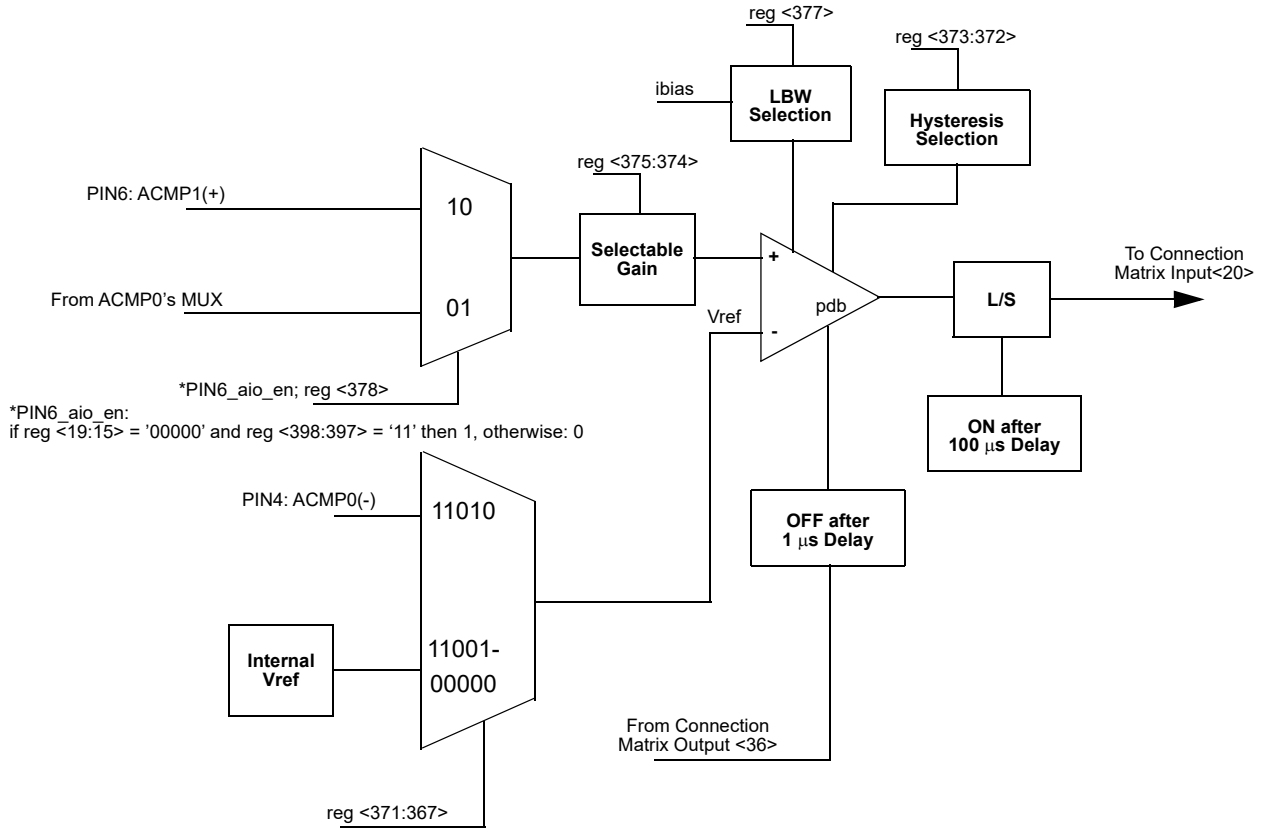 reg <377>
reg <373:372>
ibias
LBW
Selection
Hysteresis
Selection
reg <375:374>
PIN6: ACMP1(+)
10
Selectable
Gain
+
To Connection
Matrix Input<20>
From ACMP0's MUX
01
Vref
pdb
-
L/S
*PIN6_aio_en; reg <378>
*PIN6_aio_en:
if reg <19:15> = '00000' and reg <398:397> = ‘11’ then 1, otherwise: 0
ON after
100 μs Delay
PIN4: ACMP0(-)
11010
OFF after
1 μs Delay
11001-
00000
Internal
Vref
From Connection
Matrix Output <36>
reg <371:367>